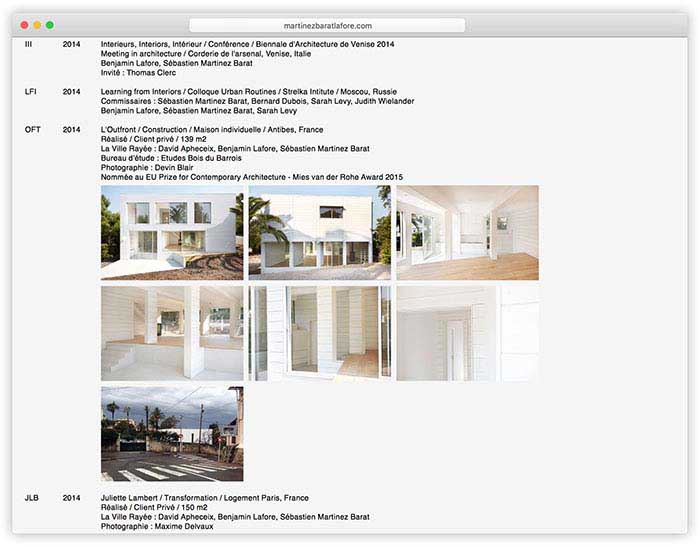 martinezbaratlafore.com
III 2014 Interieurs, Interiors, Intérieur / Conférence / Biennale d'Architecture de Venise 2014
Meeting in architecture / Corderie de l'arsenal, Venise, Italie
Benjamin Lafore, Sébastien Martinez Barat
Invité : Thomas Clerc
LFI 2014 Learning from Interiors / Colloque Urban Routines / Strelka Intitute / Moscou, Russie
Commissaires : Sébastien Martinez Barat, Bernard Dubois, Sarah Levy, Judith Wielander
Benjamin Lafore, Sébastien Martinez Barat, Sarah Levy
OFT 2014 L'Outfront / Construction / Maison individuelle / Antibes, France
Réalisé / Client privé / 139 m2
La Ville Rayée : David Apheceix, Benjamin Lafore, Sébastien Martinez Barat
Bureau d'étude : Etudes Bois du Barrois
Photographie : Devin Blair
Nommée au EU Prize for Contemporary Architecture - Mies van der Rohe Award 2015
JLB 2014 Juliette Lambert / Transformation / Logement Paris, France
Réalisé / Client Privé / 150 m2
La Ville Rayée : David Apheceix, Benjamin Lafore, Sébastien Martinez Barat
Photographie : Maxime Delvaux